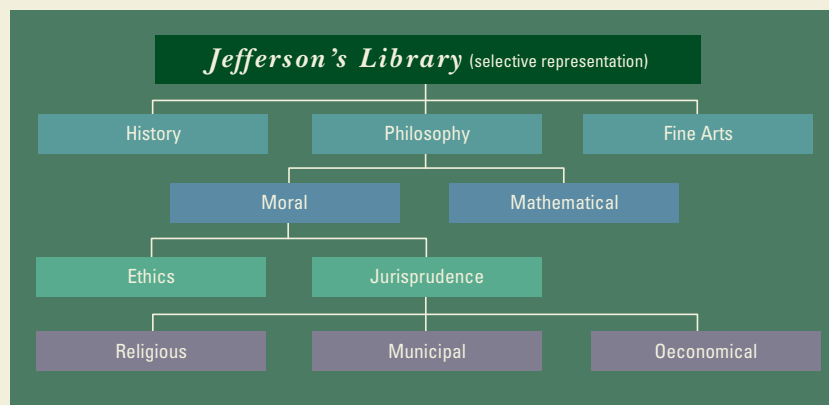 Jefferson's Library (selective representation)
History Philosophy Fine Arts
Moral Mathematical
Ethics Jurisprudence
Religious Municipal Oeconomical